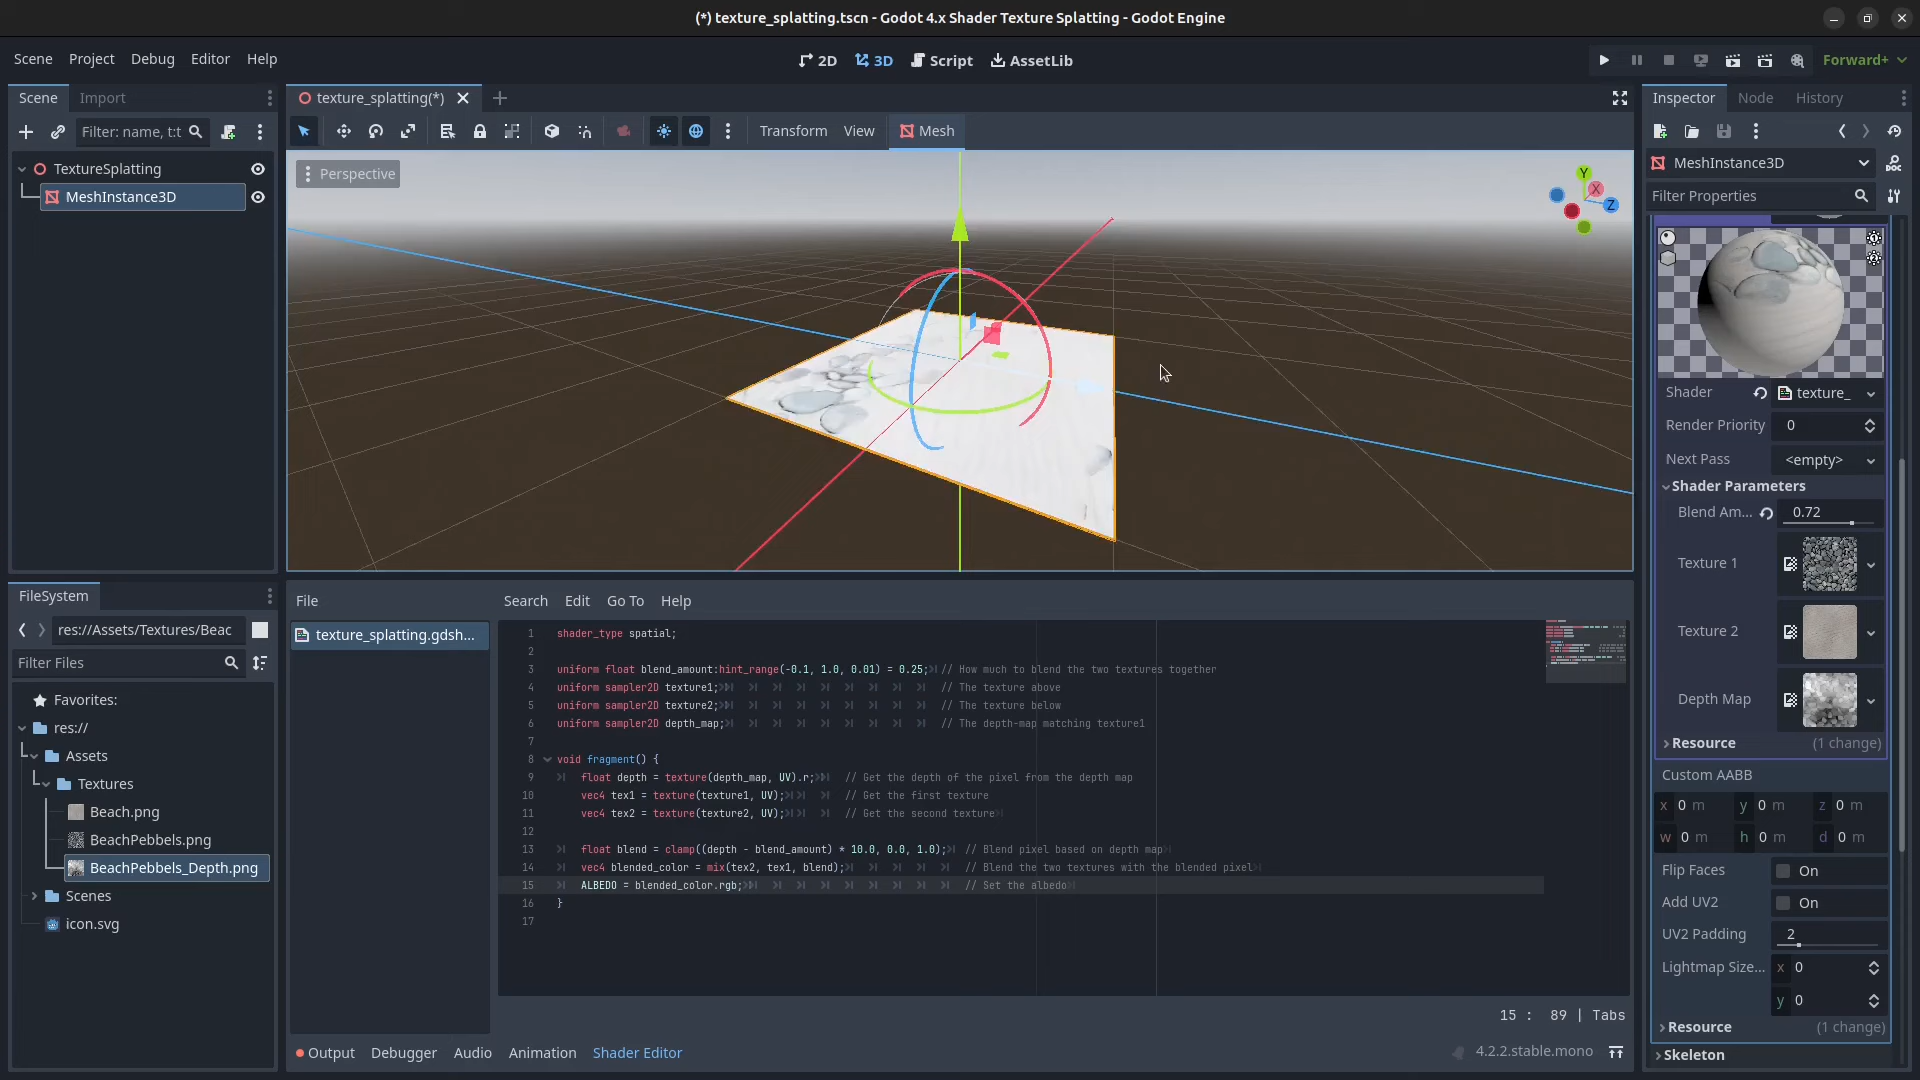 (*) texture_splatting.tscn - Godot 4.x Shader Texture Splatting - Godot Engine
Scene Project Debug Editor Help
2D 3D Script AssetLib
Forward+
Scene Import
Filter: name, t:t
TextureSplatting
MeshInstance3D
texture_splatting(*)
Transform View Mesh
Perspective
Y
X
Z
Inspector Node History
MeshInstance3D
Filter Properties
Shader texture_
Render Priority 0
Next Pass <empty>
Shader Parameters
Blend Am... 0.72
Texture 1
Texture 2
Depth Map
Resource (1 change)
Custom AABB
x 0 m y 0 m z 0 m
w 0 m h 0 m d 0 m
Flip Faces On
Add UV2 On
UV2 Padding 2
Lightmap Size... x 0
y 0
Resource (1 change)
Skeleton
FileSystem
res://Assets/Textures/Beac
Filter Files
Favorites:
res://
Assets
Textures
Beach.png
BeachPebbels.png
BeachPebbels_Depth.png
Scenes
icon.svg
File Search Edit Go To Help
texture_splatting.gdsh...
1 shader_type spatial;
2
3 uniform float blend_amount:hint_range(-0.1, 1.0, 0.01) = 0.25; // How much to blend the two textures together
4 uniform sampler2D texture1; // The texture above
5 uniform sampler2D texture2; // The texture below
6 uniform sampler2D depth_map; // The depth-map matching texture1
7
8 void fragment() {
9 float depth = texture(depth_map, UV).r; // Get the depth of the pixel from the depth map
10 vec4 tex1 = texture(texture1, UV); // Get the first texture
11 vec4 tex2 = texture(texture2, UV); // Get the second texture
12
13 float blend = clamp((depth - blend_amount) * 10.0, 0.0, 1.0); // Blend pixel based on depth map
14 vec4 blended_color = mix(tex2, tex1, blend); // Blend the two textures with the blended pixel
15 ALBEDO = blended_color.rgb; // Set the albedo
16 }
17
15 : 89 | Tabs
Output Debugger Audio Animation Shader Editor
4.2.2.stable.mono